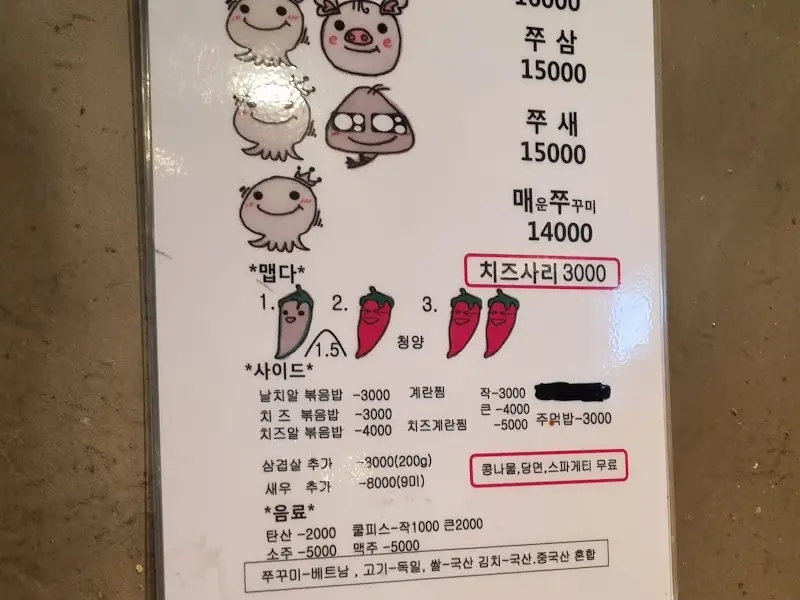 16000
쭈 삼
15000
쭈 새
15000
매운쭈꾸미
14000
*맵다*
치즈사리 3000
1. 2. 3.
1.5 청양
*사이드*
날치알 볶음밥 -3000 계란찜 작-3000
치 즈 볶음밥 -3000 큰 -4000 주먹밥-3000
치즈알 볶음밥 -4000 치즈계란찜 -5000
삼겹살 추가 -8000(200g)
새우 추가 -8000(9미)
콩나물,당면,스파게티 무료
*음료*
탄산 -2000 쿨피스-작1000 큰2000
소주 -5000 맥주 -5000
쭈꾸미-베트남 , 고기-독일, 쌀-국산 김치-국산.중국산 혼합